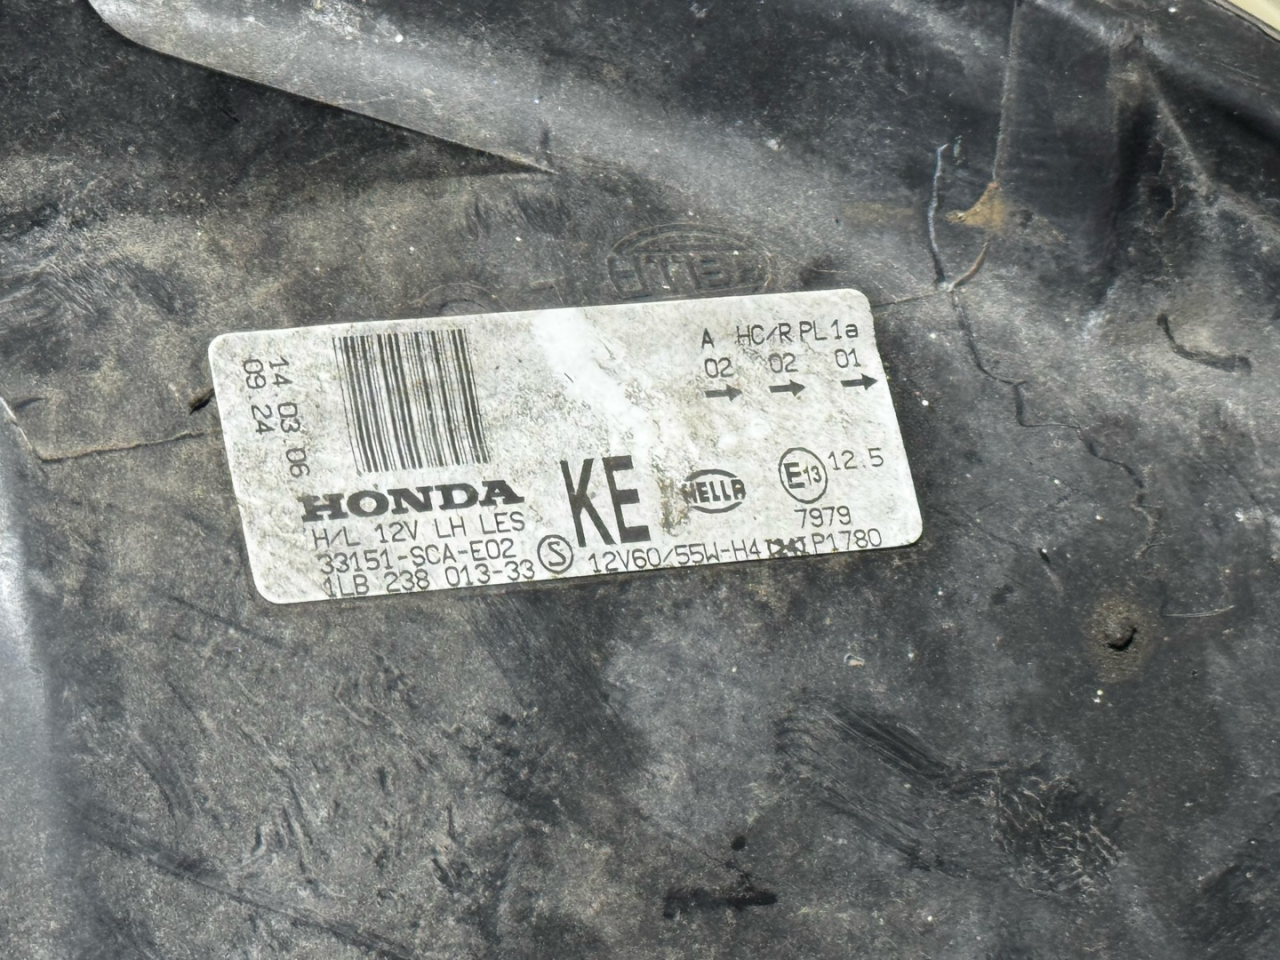 HELLA
14.03.06
09.24
A HC/R PL 1a
02 02 01
→ → →
HONDA
H/L 12V LH LES
33151-SCA-E02
1LB 238 013-33
S
KE
HELLA
E13
12.5
7979
12V60/55W-H4
P1780